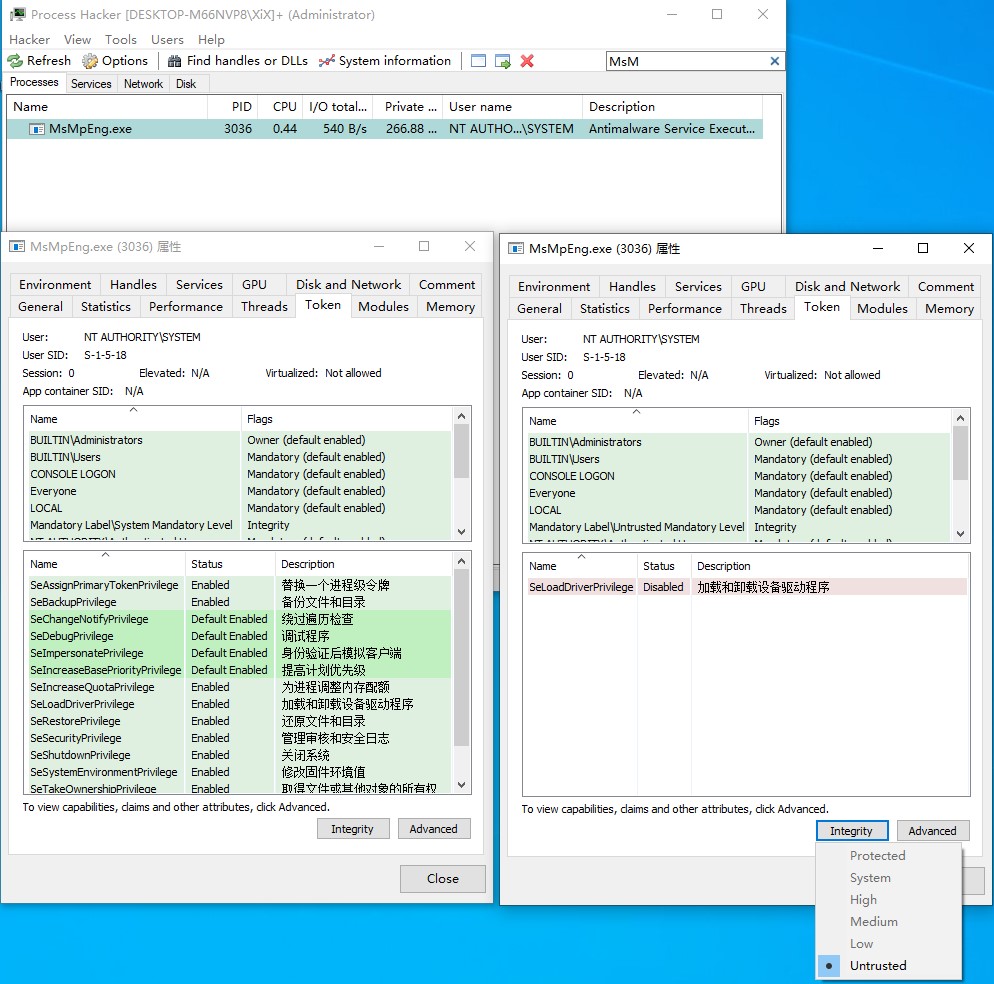 Process Hacker [DESKTOP-M66NVP8\XiX]+ (Administrator)
Hacker View Tools Users Help
Refresh Options Find handles or DLLs System information MsM
Processes Services Network Disk
Name PID CPU I/O total... Private ... User name Description
MsMpEng.exe 3036 0.44 540 B/s 266.88 ... NT AUTHO...\SYSTEM Antimalware Service Execut...
MsMpEng.exe (3036) 属性
Environment Handles Services GPU Disk and Network Comment
General Statistics Performance Threads Token Modules Memory
User: NT AUTHORITY\SYSTEM
User SID: S-1-5-18
Session: 0 Elevated: N/A Virtualized: Not allowed
App container SID: N/A
Name Flags
BUILTIN\Administrators Owner (default enabled)
BUILTIN\Users Mandatory (default enabled)
CONSOLE LOGON Mandatory (default enabled)
Everyone Mandatory (default enabled)
LOCAL Mandatory (default enabled)
Mandatory Label\System Mandatory Level Integrity
Name Status Description
SeAssignPrimaryTokenPrivilege Enabled 替换一个进程级令牌
SeBackupPrivilege Enabled 备份文件和目录
SeChangeNotifyPrivilege Default Enabled 绕过遍历检查
SeDebugPrivilege Default Enabled 调试程序
SeImpersonatePrivilege Default Enabled 身份验证后模拟客户端
SeIncreaseBasePriorityPrivilege Default Enabled 提高计划优先级
SeIncreaseQuotaPrivilege Enabled 为进程调整内存配额
SeLoadDriverPrivilege Enabled 加载和卸载设备驱动程序
SeRestorePrivilege Enabled 还原文件和目录
SeSecurityPrivilege Enabled 管理审核和安全日志
SeShutdownPrivilege Enabled 关闭系统
SeSystemEnvironmentPrivilege Enabled 修改固件环境值
SeTakeOwnershipPrivilege Enabled 取得文件或其他对象的所有权
To view capabilities, claims and other attributes, click Advanced.
Integrity Advanced
Close
MsMpEng.exe (3036) 属性
Environment Handles Services GPU Disk and Network Comment
General Statistics Performance Threads Token Modules Memory
User: NT AUTHORITY\SYSTEM
User SID: S-1-5-18
Session: 0 Elevated: N/A Virtualized: Not allowed
App container SID: N/A
Name Flags
BUILTIN\Administrators Owner (default enabled)
BUILTIN\Users Mandatory (default enabled)
CONSOLE LOGON Mandatory (default enabled)
Everyone Mandatory (default enabled)
LOCAL Mandatory (default enabled)
Mandatory Label\Untrusted Mandatory Level Integrity
Name Status Description
SeLoadDriverPrivilege Disabled 加载和卸载设备驱动程序
To view capabilities, claims and other attributes, click Advanced.
Integrity Advanced
Protected
System
High
Medium
Low
Untrusted